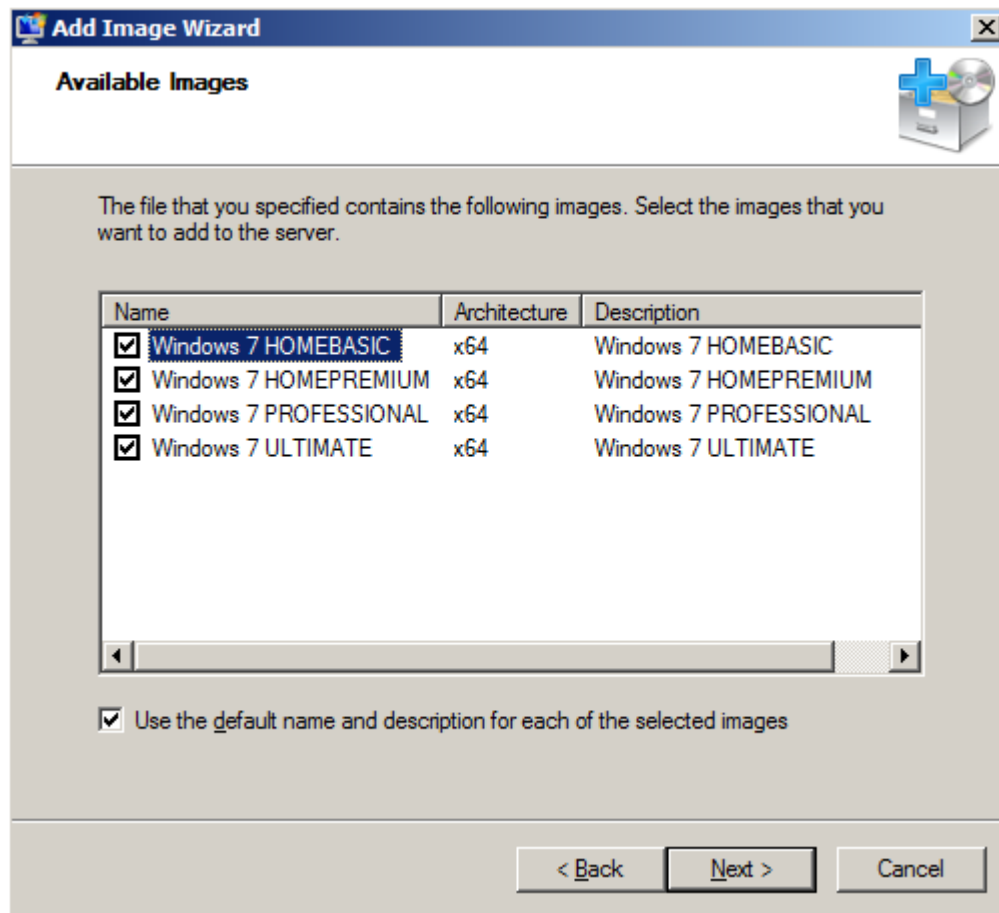 Add Image Wizard
Available Images
The file that you specified contains the following images. Select the images that you
want to add to the server.
Name Architecture Description
Windows 7 HOMEBASIC x64 Windows 7 HOMEBASIC
Windows 7 HOMEPREMIUM x64 Windows 7 HOMEPREMIUM
Windows 7 PROFESSIONAL x64 Windows 7 PROFESSIONAL
Windows 7 ULTIMATE x64 Windows 7 ULTIMATE
Use the default name and description for each of the selected images
< Back Next > Cancel